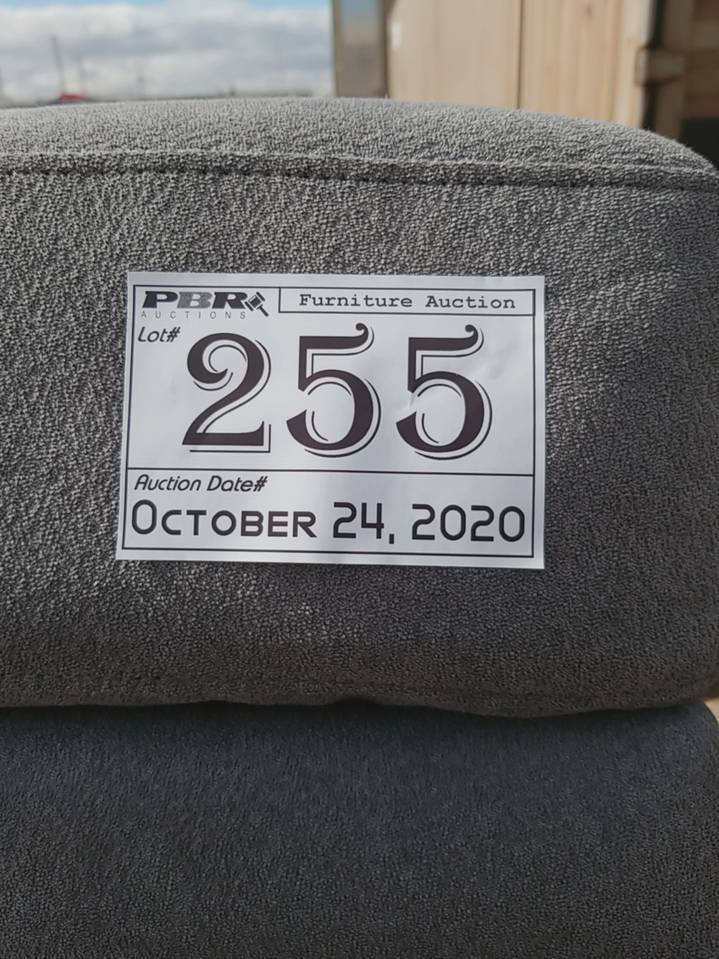 PBR
AUCTIONS
Furniture Auction
Lot#
255
Auction Date#
OCTOBER 24, 2020